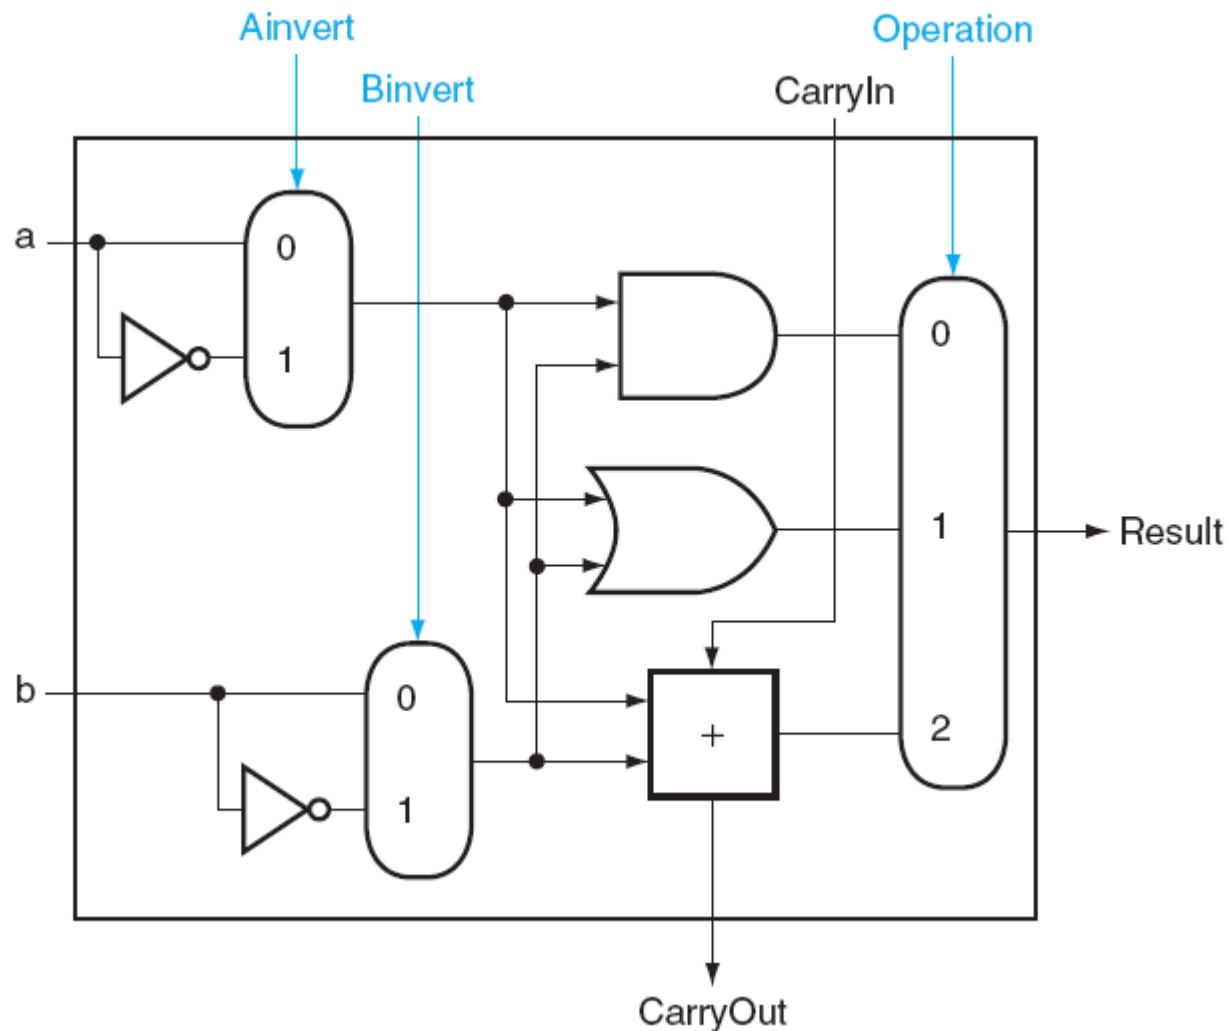 Ainvert
Operation
Binvert
CarryIn
a
0
1
0
1
Result
b
0
1
+
2
CarryOut